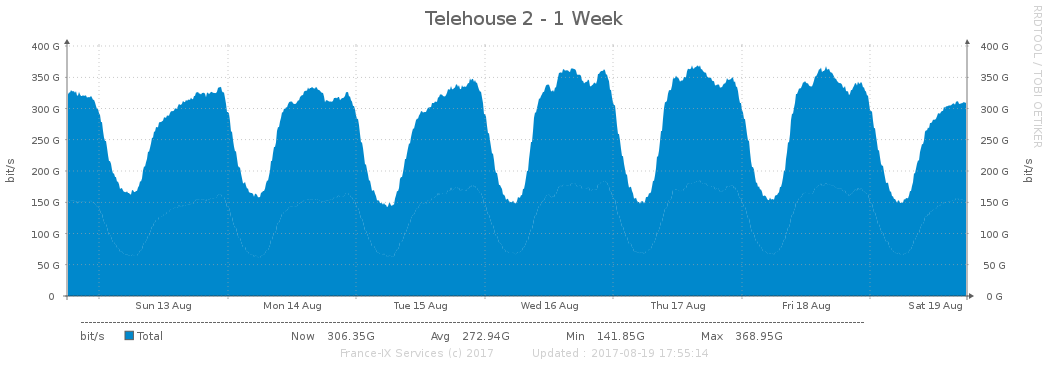 Telehouse 2 - 1 Week
RRDTOOL / TOBI OETIKER
bit/s
400 G 400 G
350 G 350 G
300 G 300 G
250 G 250 G
200 G 200 G
150 G 150 G
100 G 100 G
50 G 50 G
0 0 G
bit/s
Sun 13 Aug Mon 14 Aug Tue 15 Aug Wed 16 Aug Thu 17 Aug Fri 18 Aug Sat 19 Aug
bit/s Total Now 306.35G Avg 272.94G Min 141.85G Max 368.95G
France-IX Services (c) 2017 Updated : 2017-08-19 17:55:14